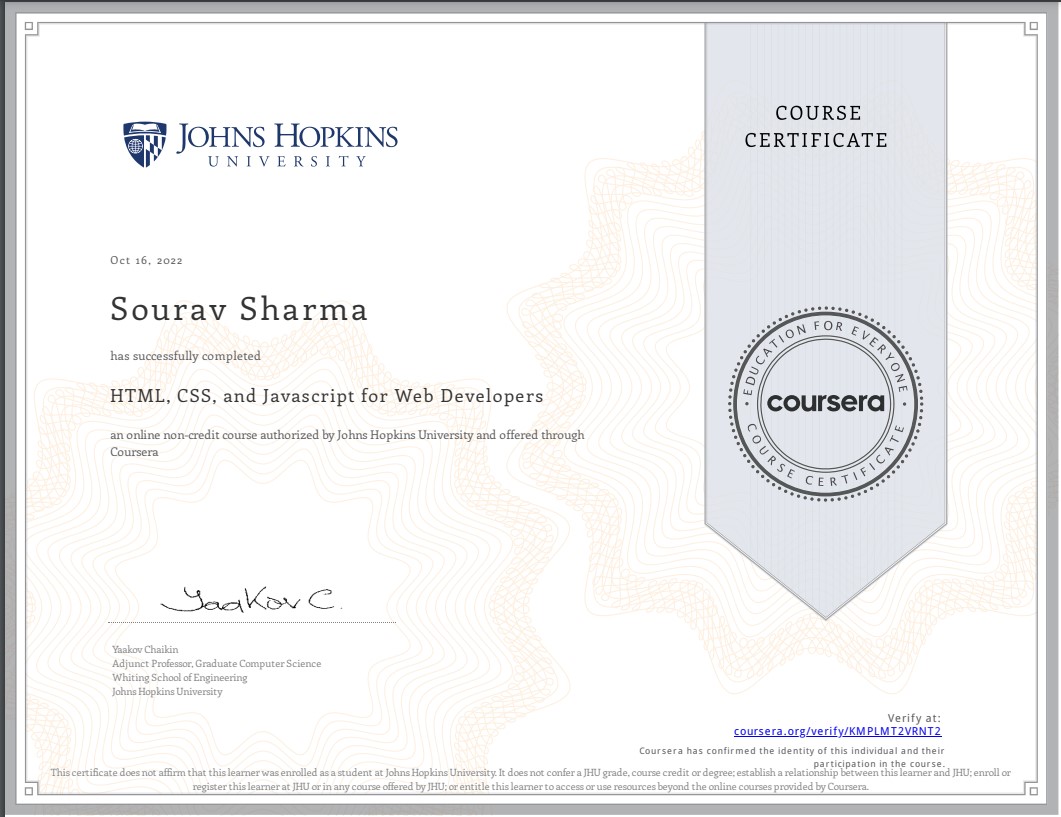 JOHNS HOPKINS
UNIVERSITY
COURSE
CERTIFICATE
Oct 16, 2022
Sourav Sharma
has successfully completed
HTML, CSS, and Javascript for Web Developers
an online non-credit course authorized by Johns Hopkins University and offered through
Coursera
EDUCATION FOR EVERYONE
coursera
COURSE CERTIFICATE
Yaakov C.
Yaakov Chaikin
Adjunct Professor, Graduate Computer Science
Whiting School of Engineering
Johns Hopkins University
Verify at:
coursera.org/verify/KMPLMT2VRNT2
Coursera has confirmed the identity of this individual and their
participation in the course.
This certificate does not affirm that this learner was enrolled as a student at Johns Hopkins University. It does not confer a JHU grade, course credit or degree; establish a relationship between this learner and JHU; enroll or
register this learner at JHU or in any course offered by JHU; or entitle this learner to access or use resources beyond the online courses provided by Coursera.